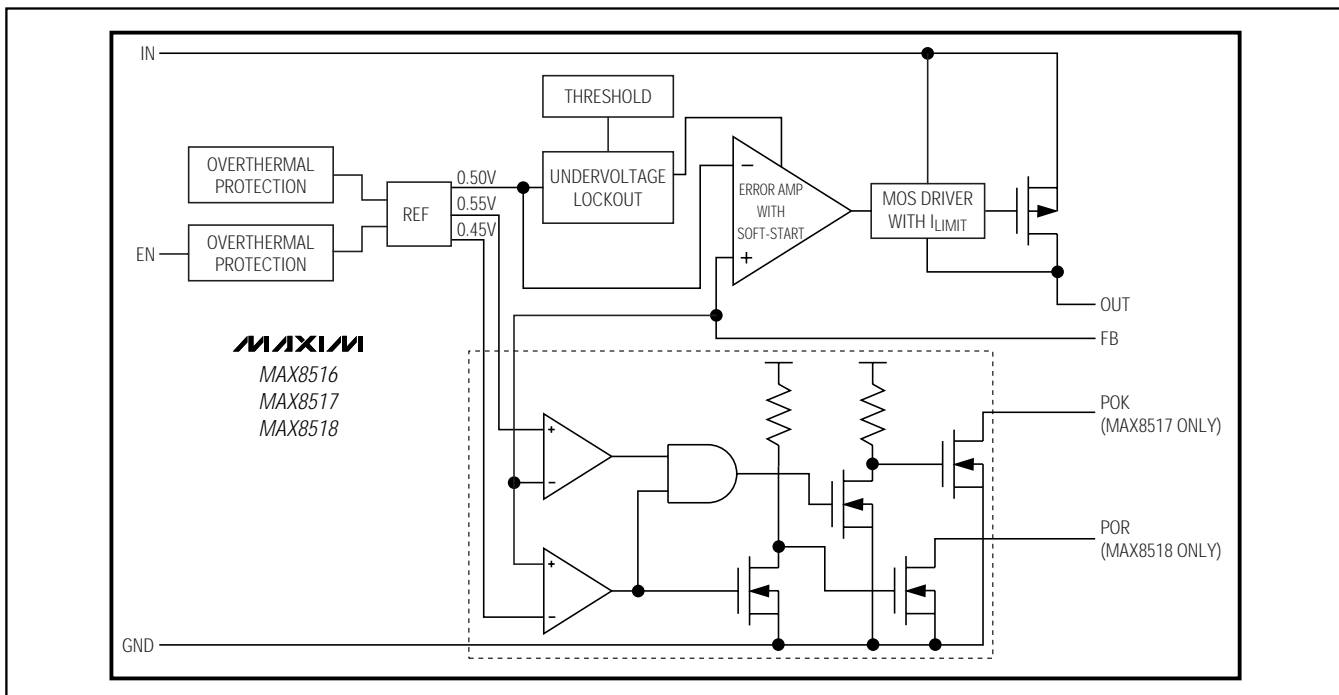 IN
THRESHOLD
OVERTHERMAL
PROTECTION
REF
0.50V
0.55V
0.45V
UNDERVOLTAGE
LOCKOUT
−
ERROR AMP
WITH
SOFT-START
+
MOS DRIVER
WITH ILIMIT
EN
OVERTHERMAL
PROTECTION
OUT
FB
MAXIM
MAX8516
MAX8517
MAX8518
+
−
POK
(MAX8517 ONLY)
+
−
POR
(MAX8518 ONLY)
GND